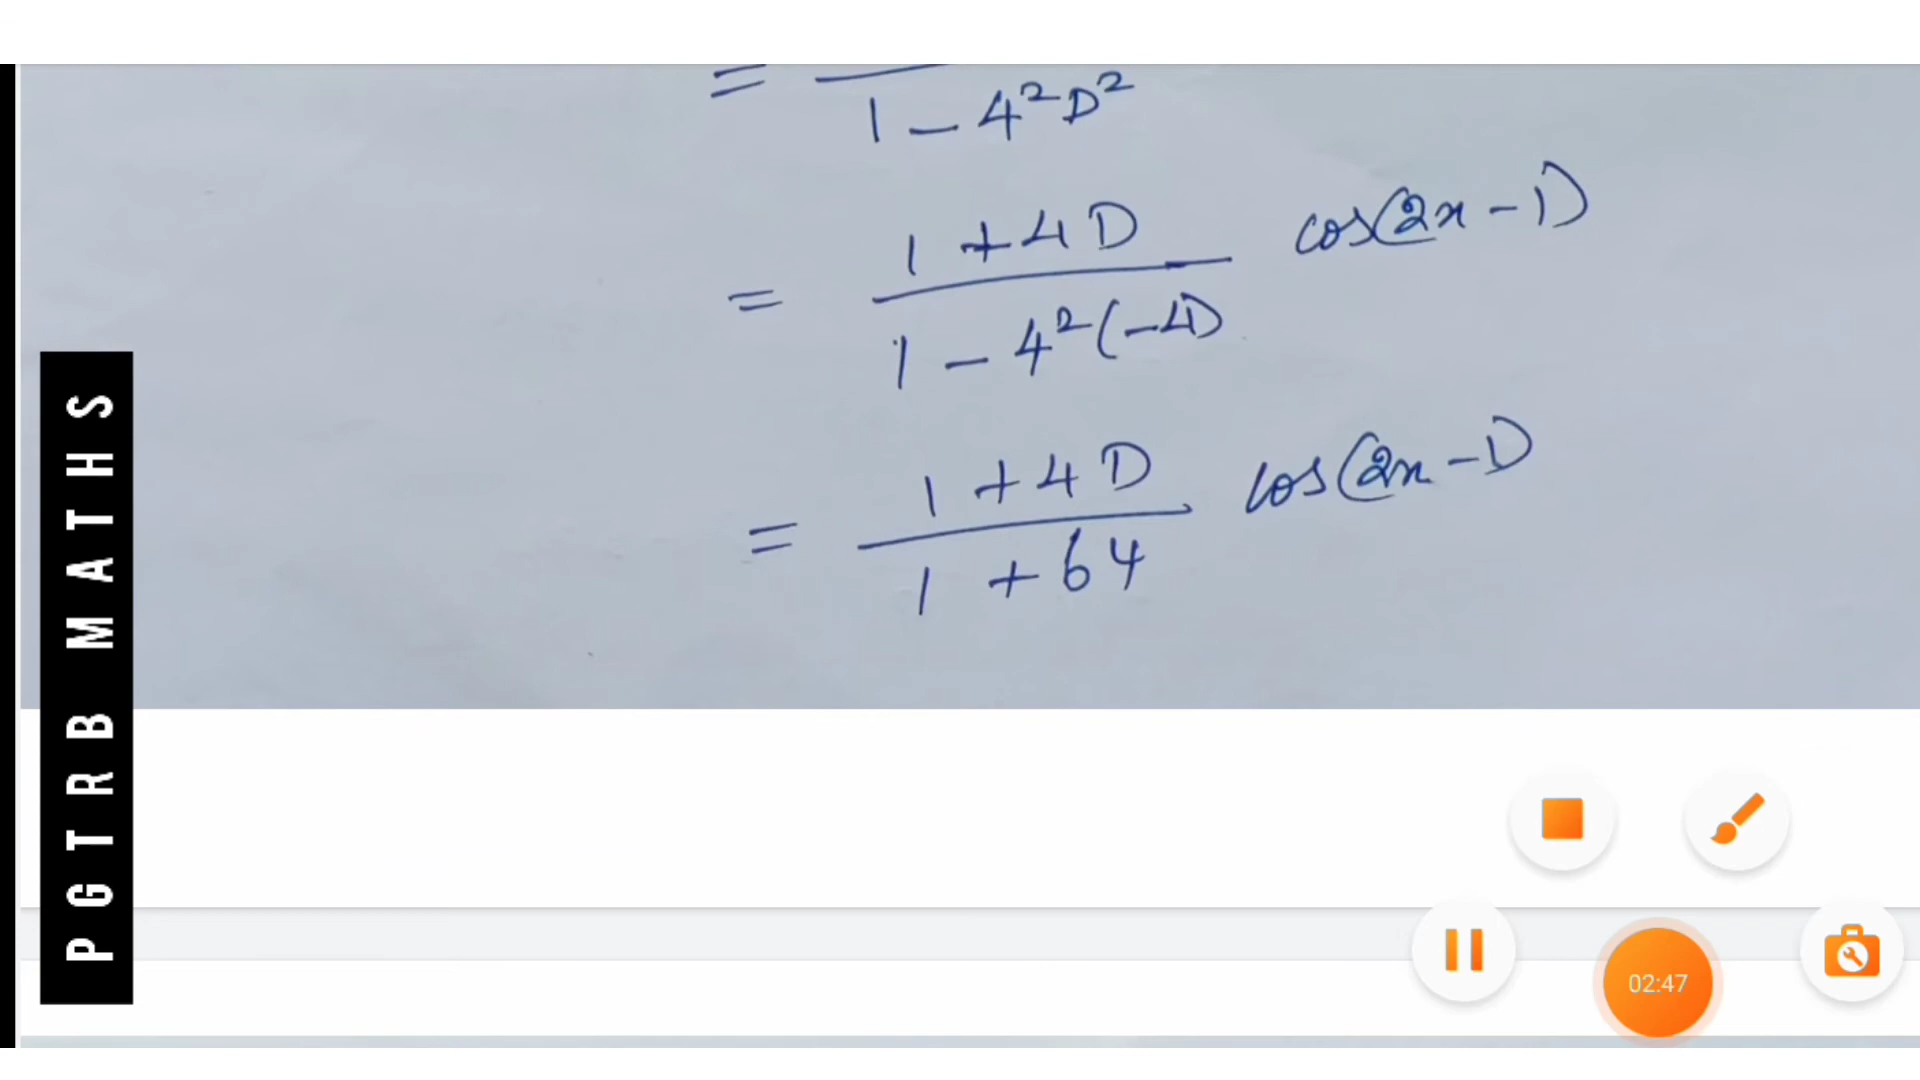 = 
1 - 4²D²
= (1 + 4D) / (1 - 4²(-4)) cos(2x - 1)
= (1 + 4D) / (1 + 64) cos(2x - 1)
PGTRB MATHS
02:47